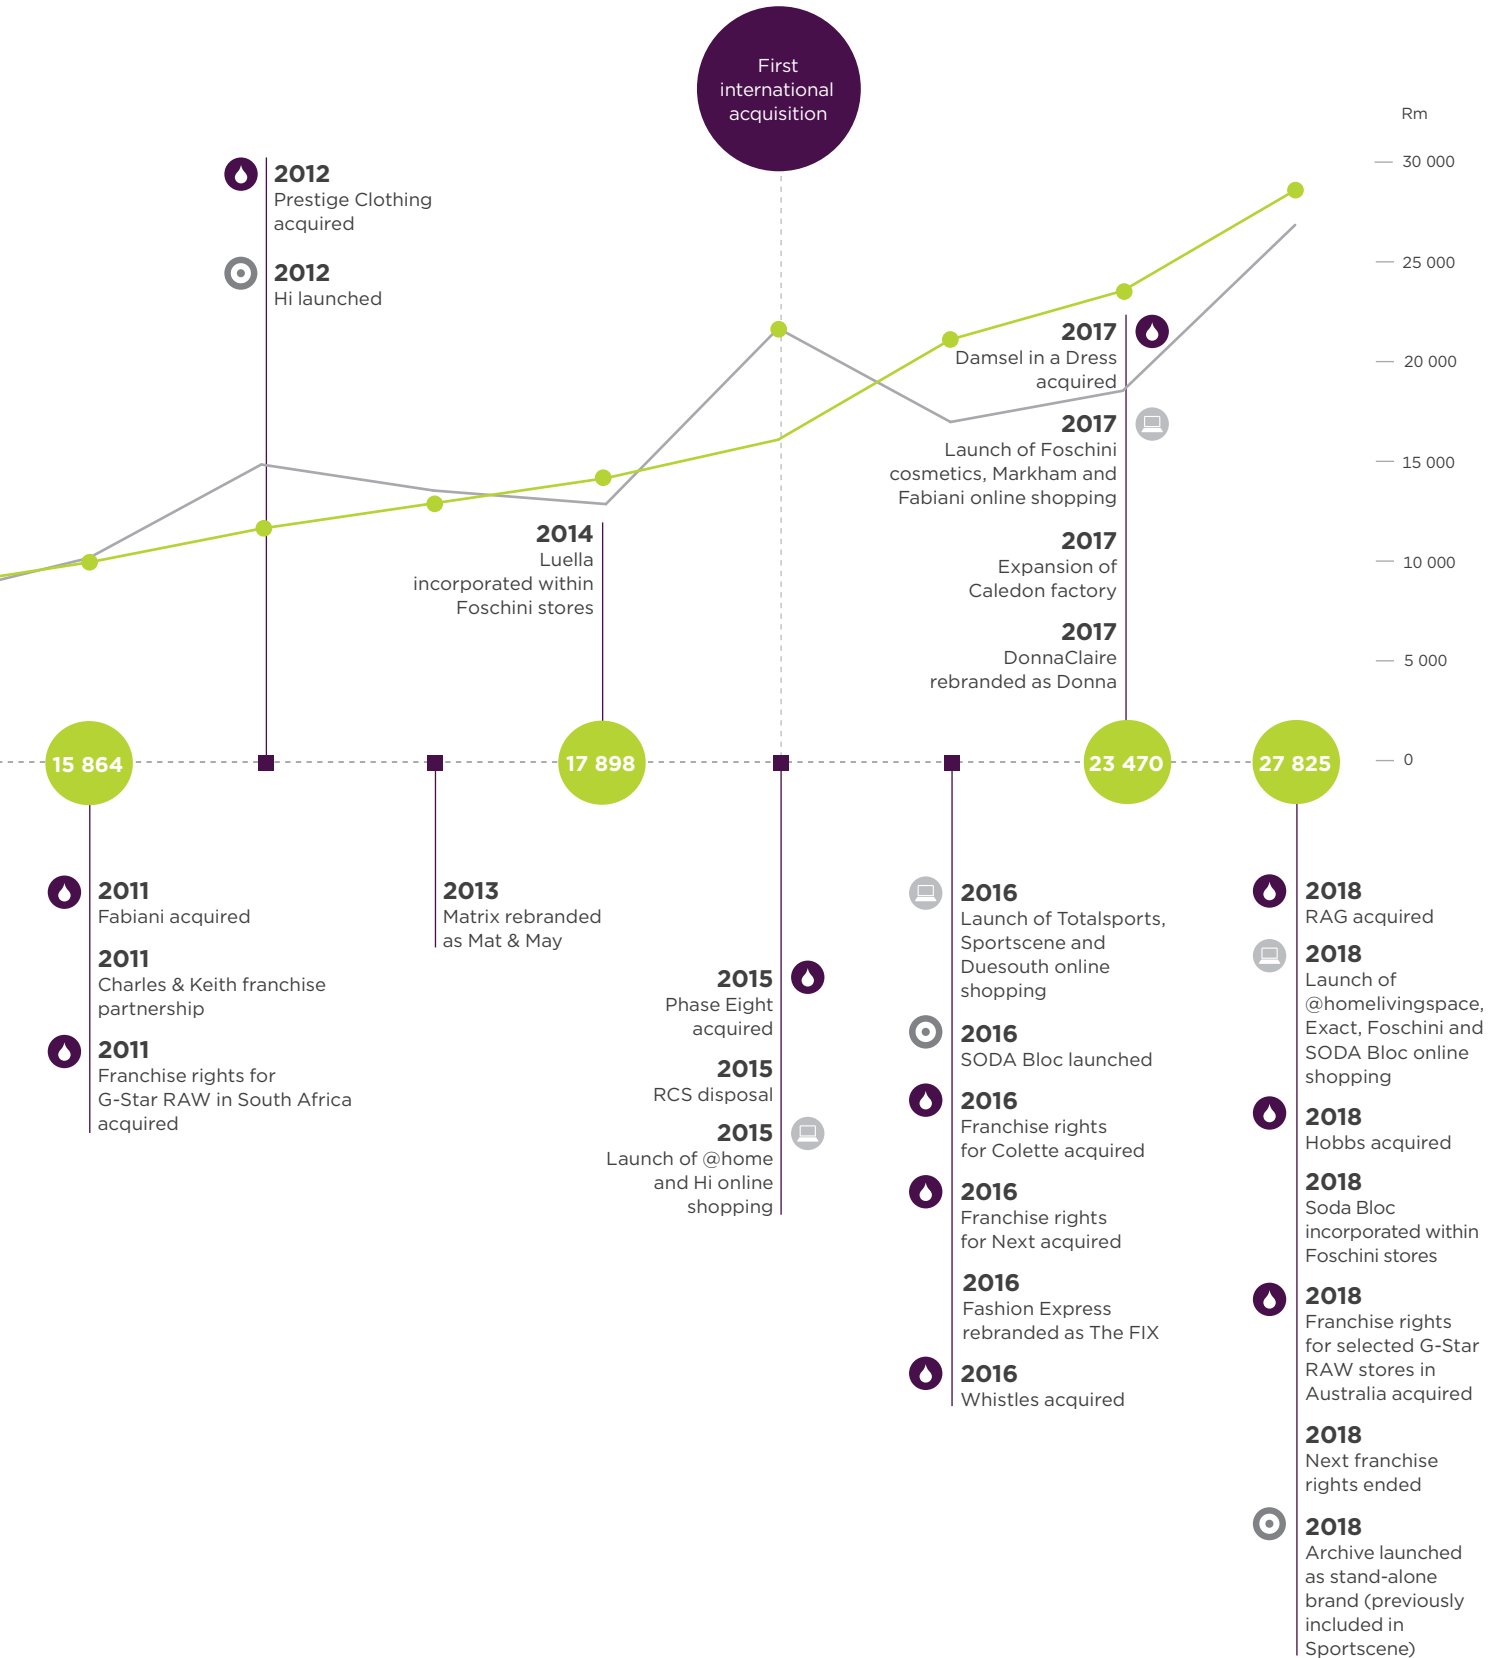 First
international
acquisition
Rm
30 000
25 000
20 000
15 000
10 000
5 000
0
2012
Prestige Clothing
acquired
2012
Hi launched
2014
Luella
incorporated within
Foschini stores
2017
Damsel in a Dress
acquired
2017
Launch of Foschini
cosmetics, Markham and
Fabiani online shopping
2017
Expansion of
Caledon factory
2017
DonnaClaire
rebranded as Donna
15 864
17 898
23 470
27 825
2011
Fabiani acquired
2011
Charles & Keith franchise
partnership
2011
Franchise rights for
G-Star RAW in South Africa
acquired
2013
Matrix rebranded
as Mat & May
2015
Phase Eight
acquired
2015
RCS disposal
2015
Launch of @home
and Hi online
shopping
2016
Launch of Totalsports,
Sportscene and
Duesouth online
shopping
2016
SODA Bloc launched
2016
Franchise rights
for Colette acquired
2016
Franchise rights
for Next acquired
2016
Fashion Express
rebranded as The FIX
2016
Whistles acquired
2018
RAG acquired
2018
Launch of
@homelivingspace,
Exact, Foschini and
SODA Bloc online
shopping
2018
Hobbs acquired
2018
Soda Bloc
incorporated within
Foschini stores
2018
Franchise rights
for selected G-Star
RAW stores in
Australia acquired
2018
Next franchise
rights ended
2018
Archive launched
as stand-alone
brand (previously
included in
Sportscene)